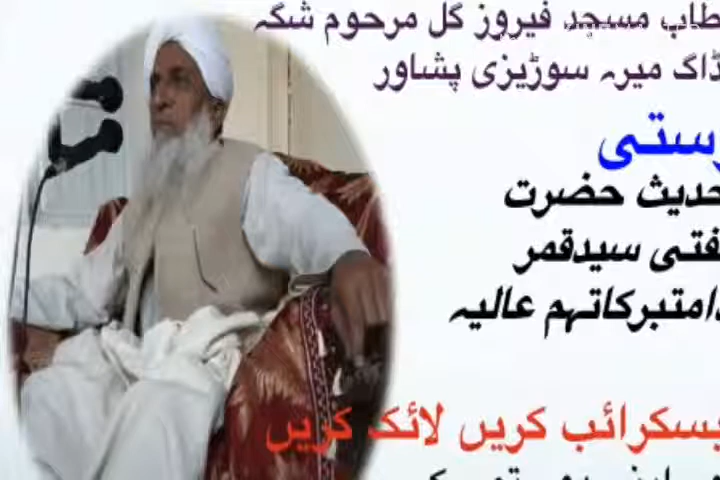 طاب مسجد فیروز گل مرحوم شگہ
ڈاگ میرہ سوڑیزی پشاور
رستی
حدیث حضرت
فتی سیدقمر
دامتبرکاتہم عالیہ
بسکرائب کریں لائک کریں